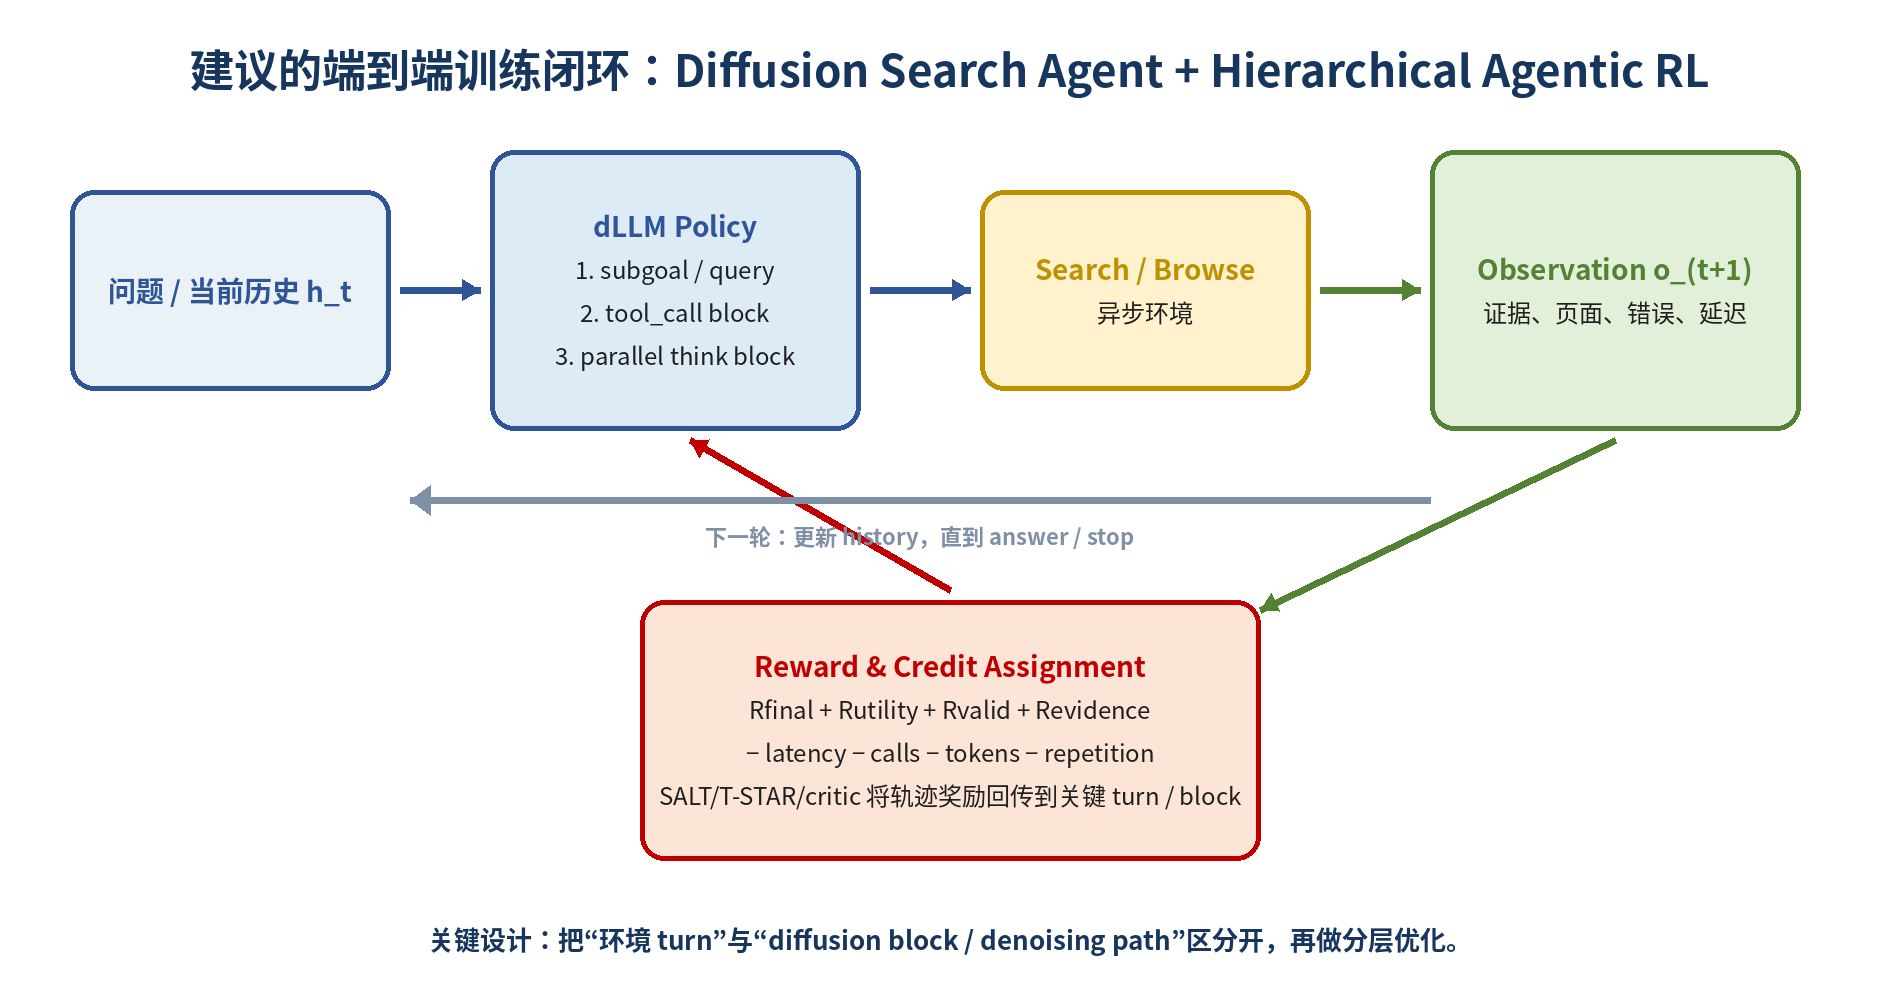 建议的端到端训练闭环：Diffusion Search Agent + Hierarchical Agentic RL
问题 / 当前历史 h_t
dLLM Policy
1. subgoal / query
2. tool_call block
3. parallel think block
Search / Browse
异步环境
Observation o_(t+1)
证据、页面、错误、延迟
下一轮：更新 history，直到 answer / stop
Reward & Credit Assignment
Rfinal + Rutility + Rvalid + Revidence
− latency − calls − tokens − repetition
SALT/T-STAR/critic 将轨迹奖励回传到关键 turn / block
关键设计：把“环境 turn”与“diffusion block / denoising path”区分开，再做分层优化。